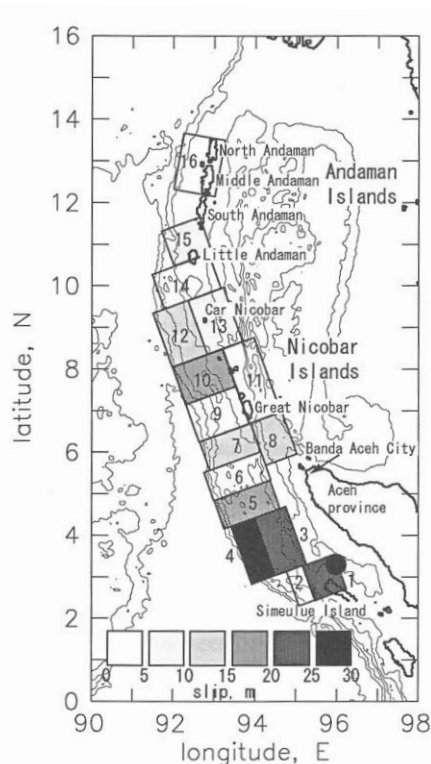 16
14
12
10
8
6
4
2
0
latitude, N
90
92
94
96
98
longitude, E
North Andaman
Middle Andaman
Andaman
Islands
South Andaman
Little Andaman
Car Nicobar
Nicobar
Islands
Great Nicobar
Banda Aceh City
Aceh
province
Simeulue Island
16
15
14
13
12
11
10
9
8
7
6
5
4
3
2
1
0 5 10 15 20 25 30
slip, m